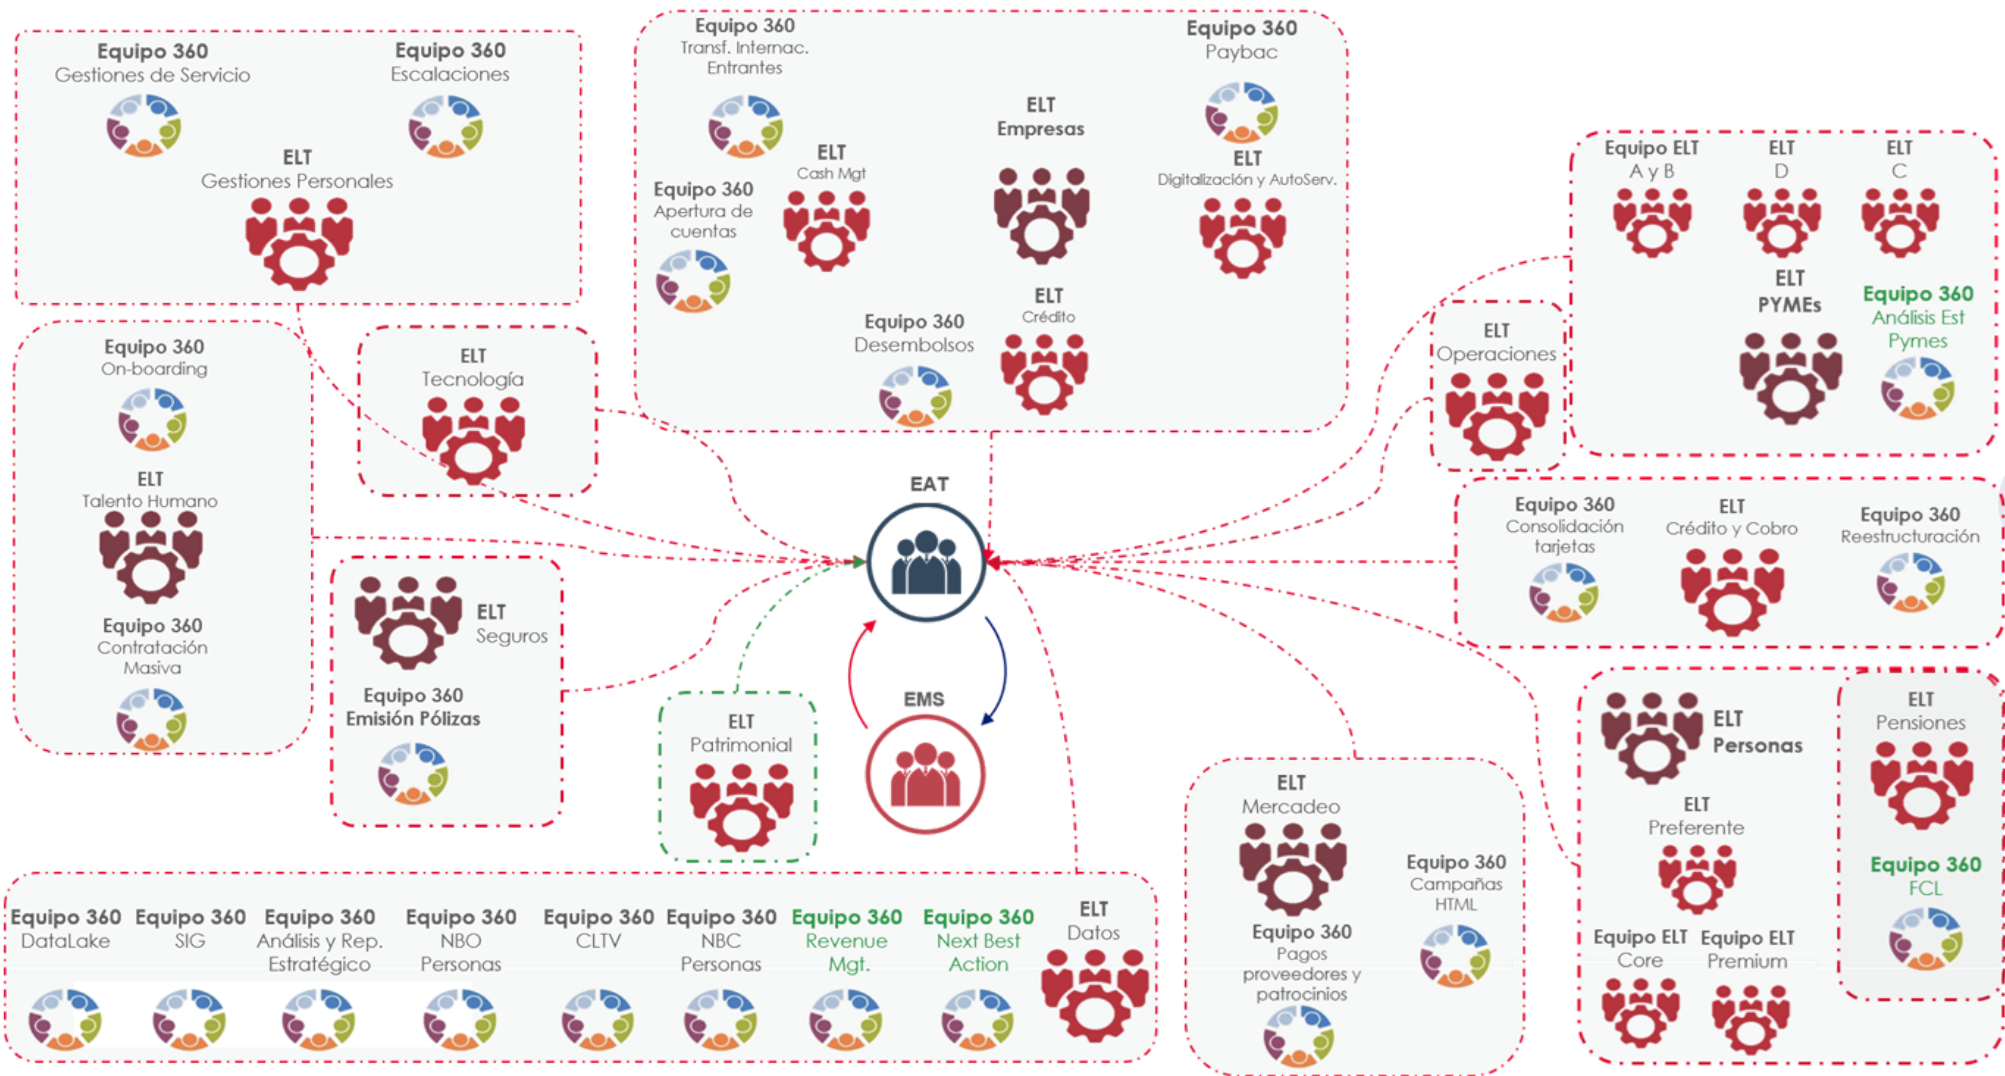 Equipo 360
Gestiones de Servicio
Equipo 360
Escalaciones
ELT
Gestiones Personales
Equipo 360
Transf. Internac.
Entrantes
Equipo 360
Paybac
ELT
Empresas
ELT
Cash Mgt
ELT
Digitalización y AutoServ.
Equipo 360
Apertura de
cuentas
ELT
Crédito
Equipo 360
Desembolsos
Equipo ELT
A y B
ELT
D
ELT
C
ELT
PYMEs
Equipo 360
Análisis Est
Pymes
ELT
Operaciones
Equipo 360
On-boarding
ELT
Talento Humano
Equipo 360
Contratación
Masiva
ELT
Tecnología
EAT
EMS
Equipo 360
Consolidación
tarjetas
ELT
Crédito y Cobro
Equipo 360
Reestructuración
ELT
Seguros
Equipo 360
Emisión Pólizas
ELT
Patrimonial
ELT
Personas
ELT
Preferente
Equipo ELT
Core
Equipo ELT
Premium
ELT
Pensiones
Equipo 360
FCL
ELT
Mercadeo
Equipo 360
Campañas
HTML
Equipo 360
Pagos
proveedores y
patrocinios
Equipo 360
DataLake
Equipo 360
SIG
Equipo 360
Análisis y Rep.
Estratégico
Equipo 360
NBO
Personas
Equipo 360
CLTV
Equipo 360
NBC
Personas
Equipo 360
Revenue
Mgt.
Equipo 360
Next Best
Action
ELT
Datos